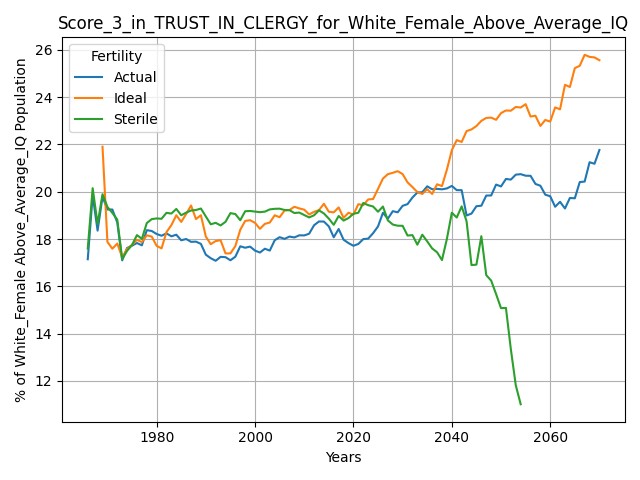 Score_3_in_TRUST_IN_CLERGY_for_White_Female_Above_Average_IQ
% of White_Female Above_Average_IQ Population
26
24
22
20
18
16
14
12
Fertility
Actual
Ideal
Sterile
1980
2000
2020
2040
2060
Years